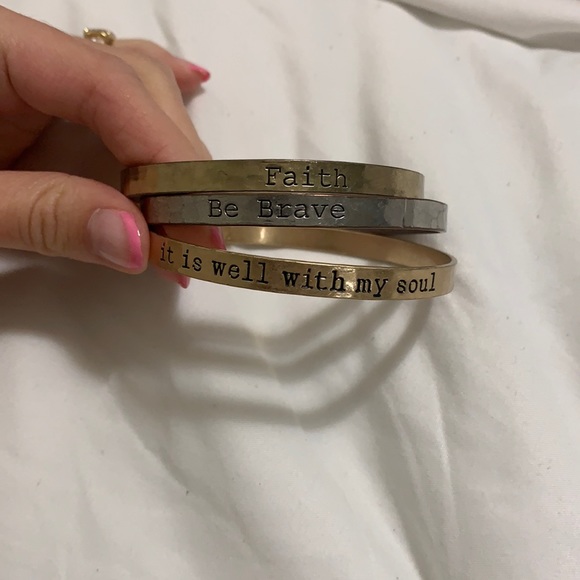 Faith
Be Brave
it is well with my soul